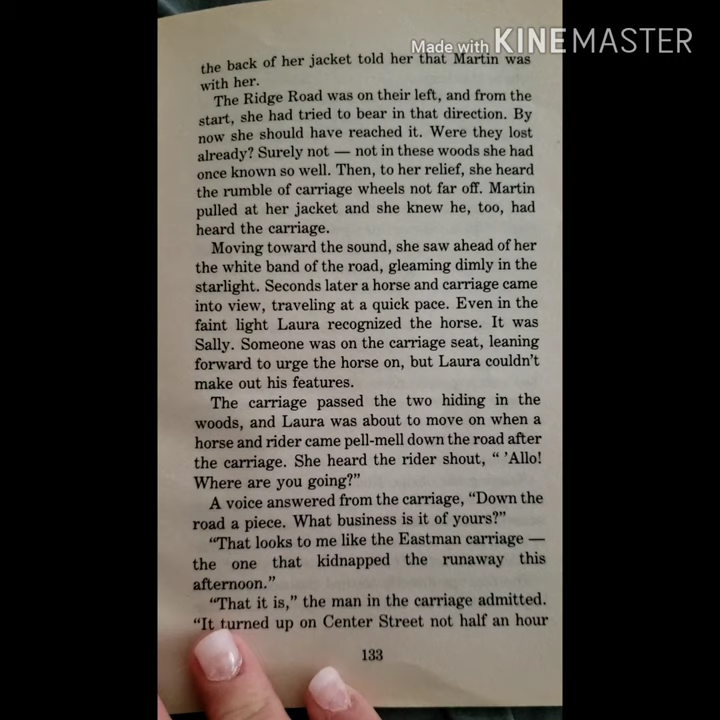 Made with KINEMASTER
the back of her jacket told her that Martin was
with her.
The Ridge Road was on their left, and from the
start, she had tried to bear in that direction. By
now she should have reached it. Were they lost
already? Surely not — not in these woods she had
once known so well. Then, to her relief, she heard
the rumble of carriage wheels not far off. Martin
pulled at her jacket and she knew he, too, had
heard the carriage.
Moving toward the sound, she saw ahead of her
the white band of the road, gleaming dimly in the
starlight. Seconds later a horse and carriage came
into view, traveling at a quick pace. Even in the
faint light Laura recognized the horse. It was
Sally. Someone was on the carriage seat, leaning
forward to urge the horse on, but Laura couldn't
make out his features.
The carriage passed the two hiding in the
woods, and Laura was about to move on when a
horse and rider came pell-mell down the road after
the carriage. She heard the rider shout, “ ’Allo!
Where are you going?”
A voice answered from the carriage, “Down the
road a piece. What business is it of yours?”
“That looks to me like the Eastman carriage —
the one that kidnapped the runaway this
afternoon.”
“That it is,” the man in the carriage admitted.
“It turned up on Center Street not half an hour
133